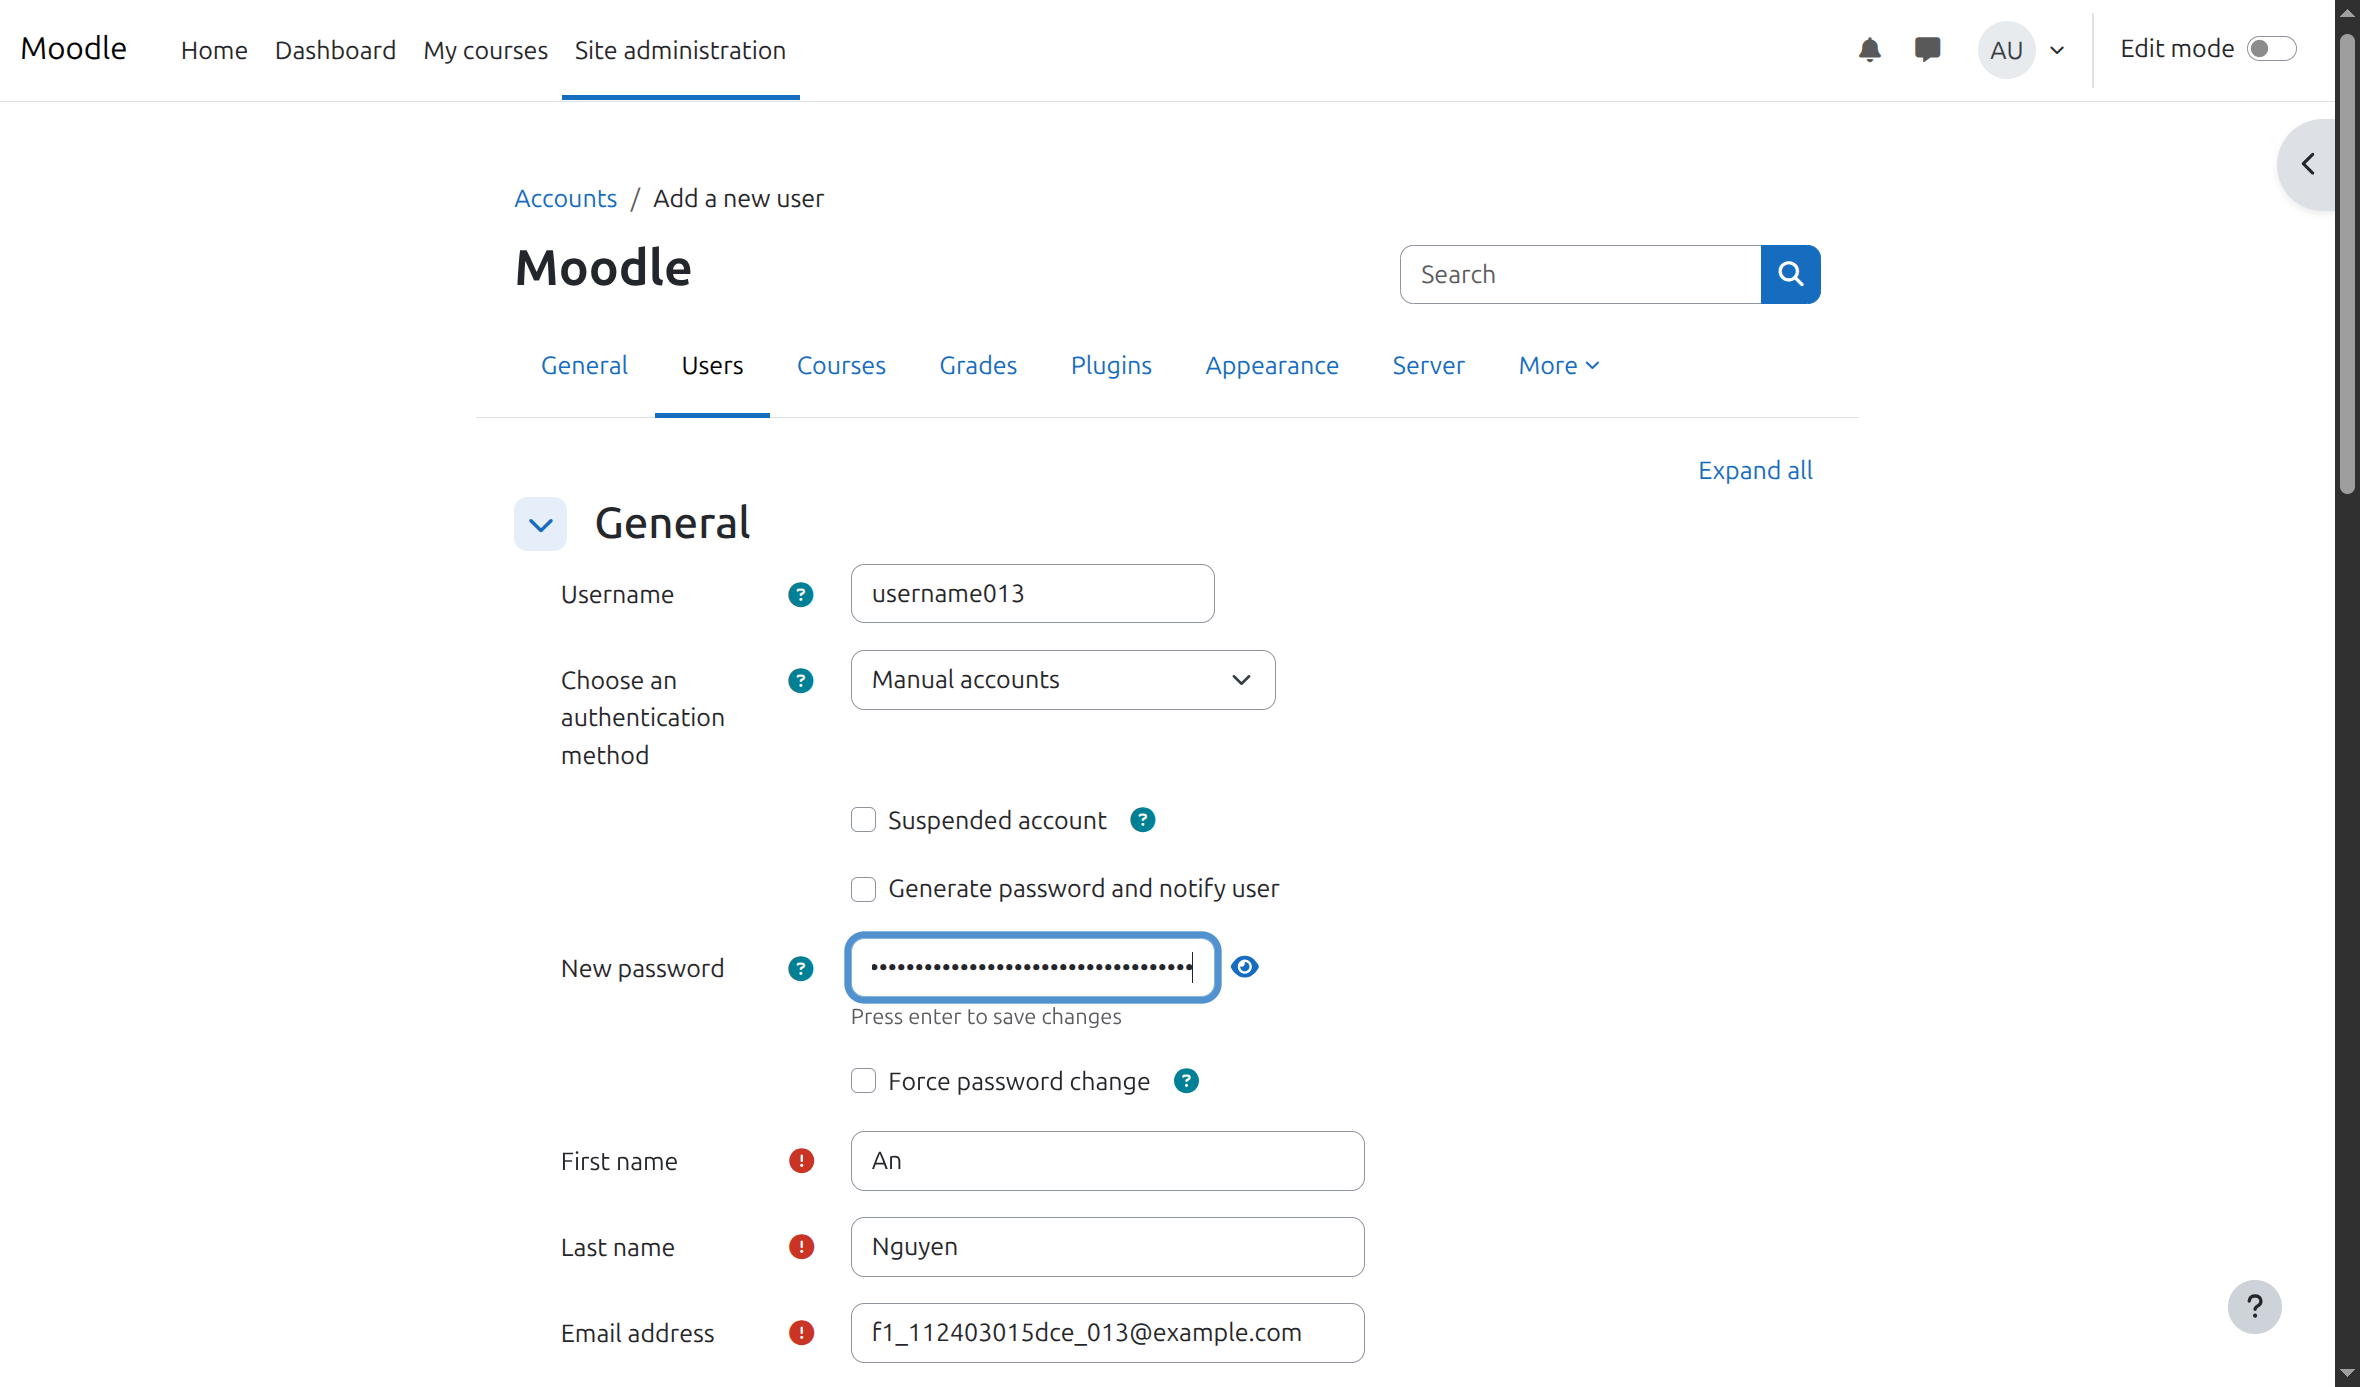 Moodle
Home
Dashboard
My courses
Site administration
AU
Edit mode
Accounts / Add a new user
Moodle
Search
General
Users
Courses
Grades
Plugins
Appearance
Server
More
Expand all
General
Username
?
username013
Choose an
authentication
method
?
Manual accounts
Suspended account
?
Generate password and notify user
New password
?
••••••••••••••••••••••••••••••••••••
Press enter to save changes
Force password change
?
First name
!
An
Last name
!
Nguyen
Email address
!
f1_112403015dce_013@example.com
?